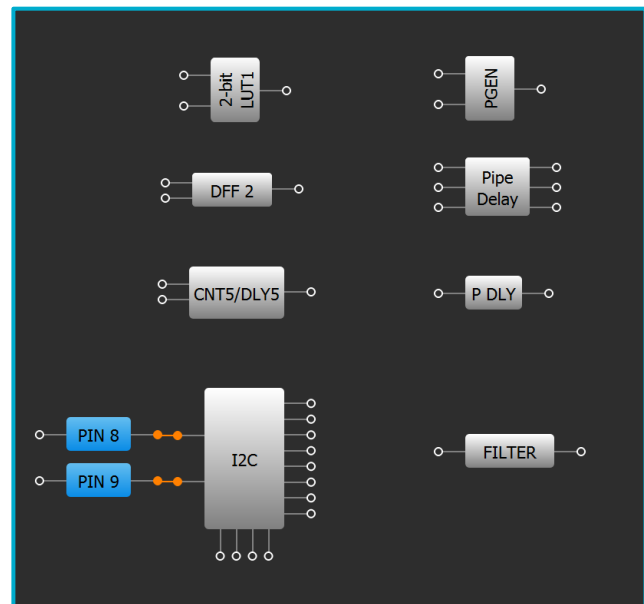 2-bit
LUT1
PGEN
DFF 2
Pipe
Delay
CNT5/DLY5
P DLY
PIN 8
I2C
FILTER
PIN 9